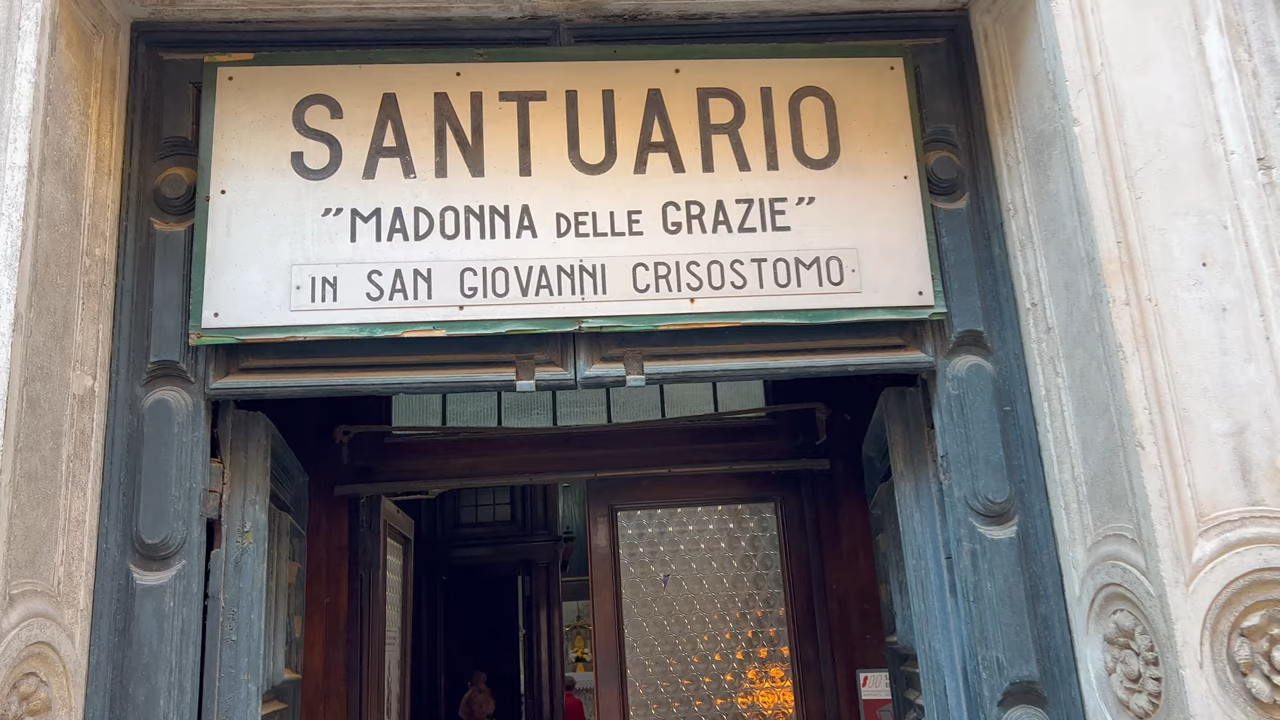 SANTUARIO
"MADONNA DELLE GRAZIE"
IN SAN GIOVANNI CRISOSTOMO